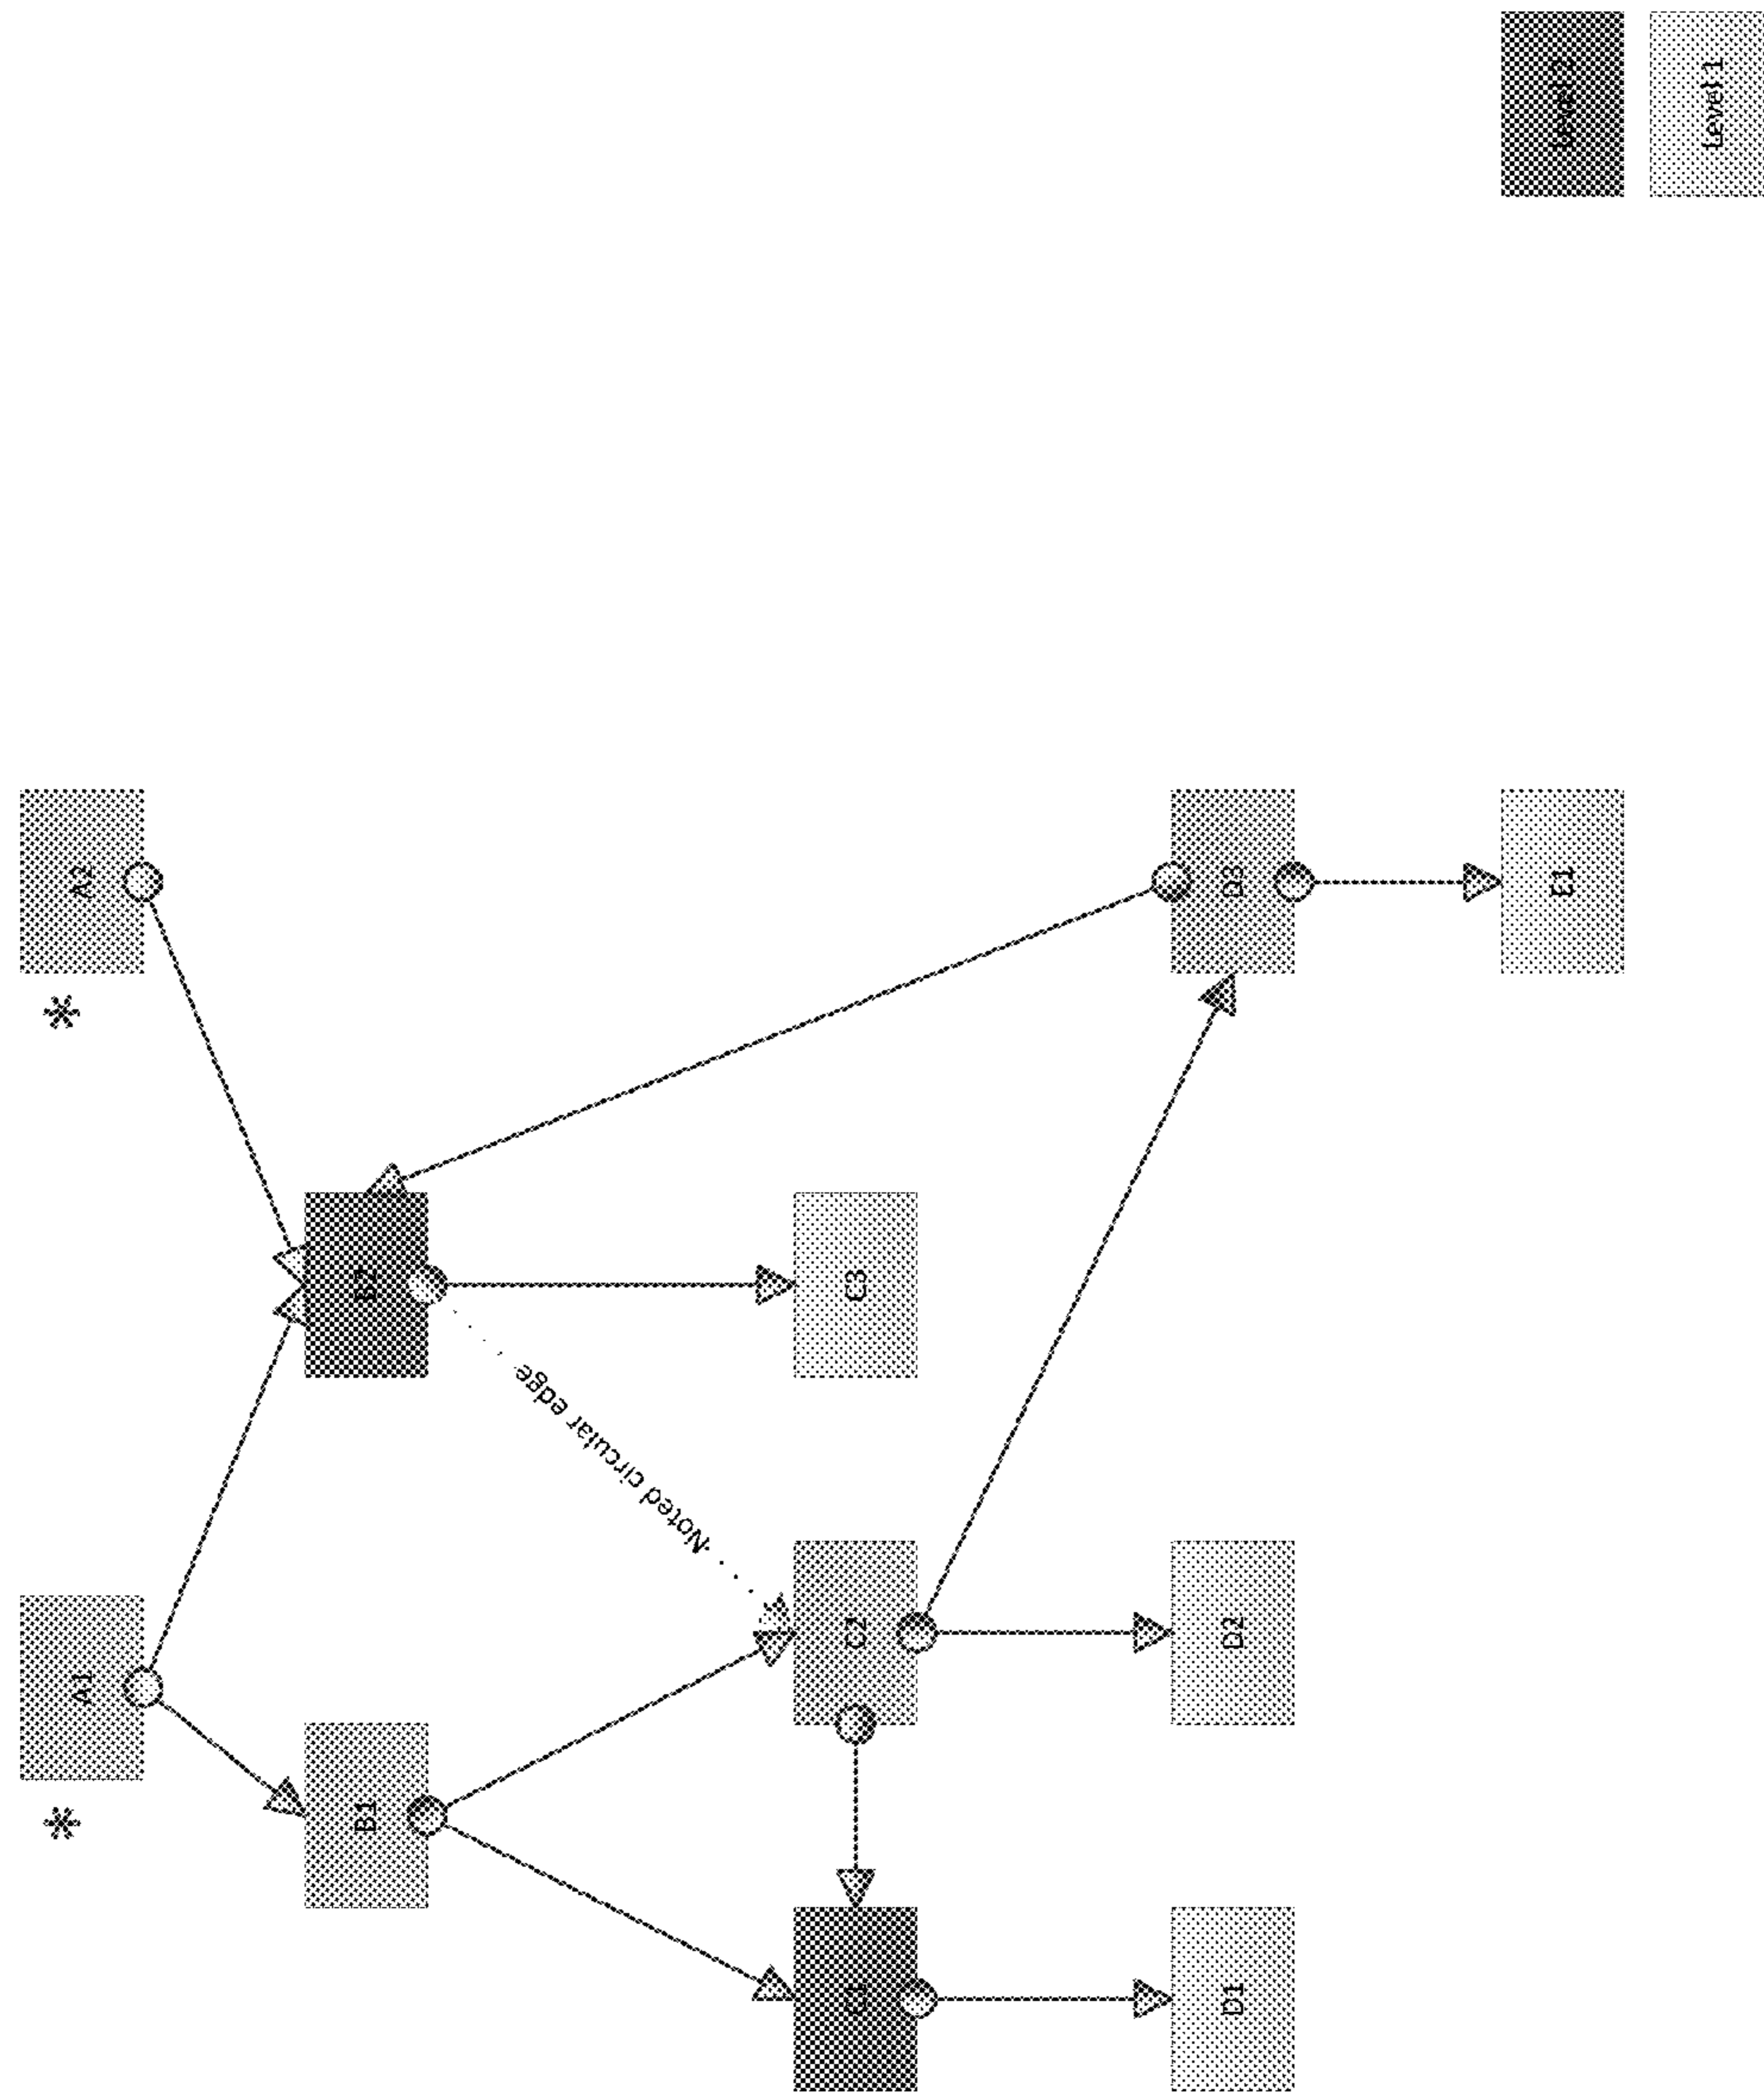 Level 2
Level 1
*
A1
*
A2
B1
B2
Noted circular edge
C1
C2
C3
D1
D2
D3
E1